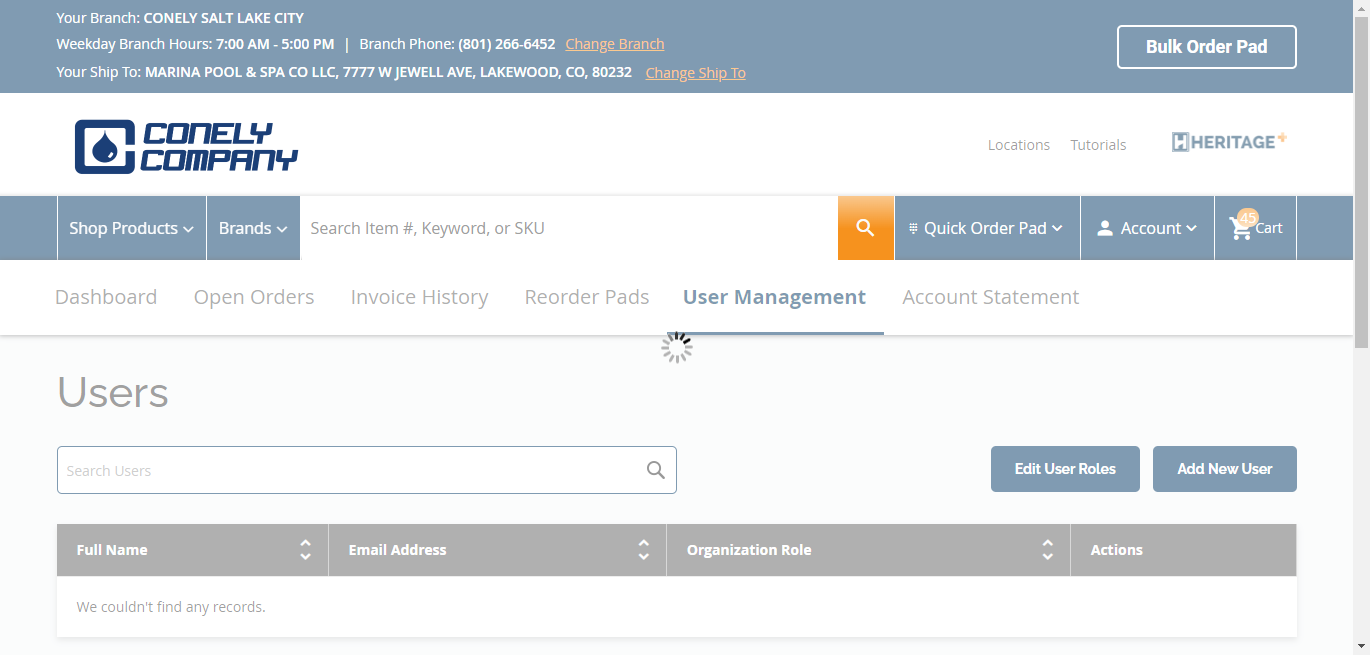 Your Branch: CONELY SALT LAKE CITY
Weekday Branch Hours: 7:00 AM - 5:00 PM | Branch Phone: (801) 266-6452 Change Branch
Your Ship To: MARINA POOL & SPA CO LLC, 7777 W JEWELL AVE, LAKEWOOD, CO, 80232 Change Ship To
Bulk Order Pad
CONELY
COMPANY
Locations Tutorials HERITAGE+
Shop Products Brands Search Item #, Keyword, or SKU Quick Order Pad Account 45 Cart
Dashboard Open Orders Invoice History Reorder Pads User Management Account Statement
Users
Search Users Edit User Roles Add New User
Full Name Email Address Organization Role Actions
We couldn't find any records.